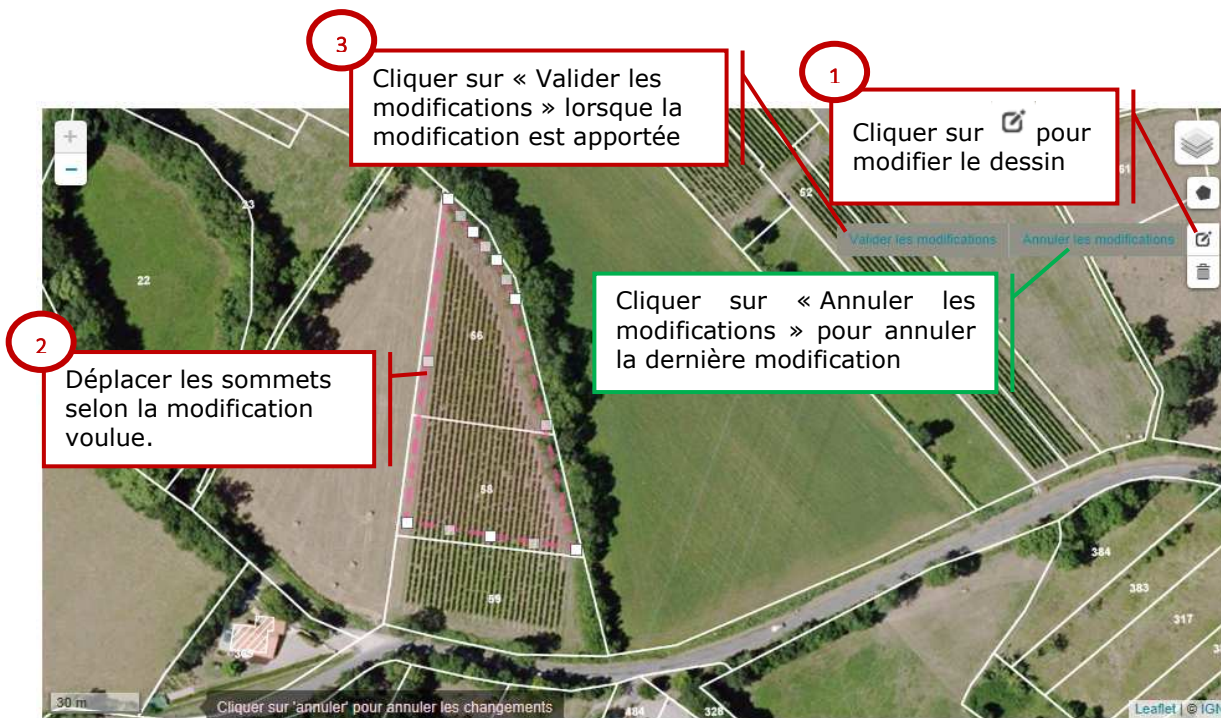 3
Cliquer sur « Valider les
modifications » lorsque la
modification est apportée
1
Cliquer sur pour
modifier le dessin
61
52
23
Valider les modifications
Annuler les modifications
22
Cliquer sur « Annuler les
modifications » pour annuler
la dernière modification
66
2
Déplacer les sommets
selon la modification
voulue.
58
59
384
383
317
365
30 m
Cliquer sur 'annuler' pour annuler les changements
484
328
Leaflet | © IGN